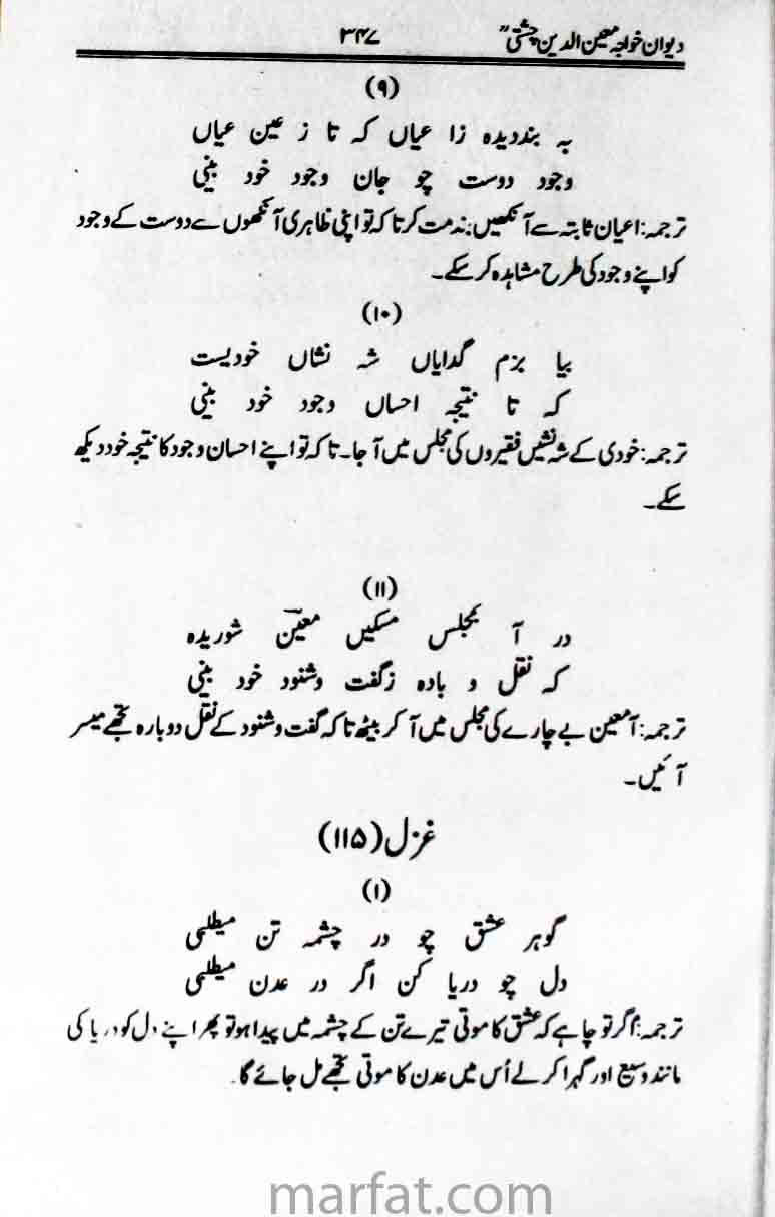 دیوان خواجہ معین الدین چشتیؒ ۳۴۷
(۹)
بہ بنددیدہ زا عیاں کہ تا ز عین عیاں
وجود دوست چو جان وجود خود بینی
ترجمہ: اعیان ثابتہ سے آنکھیں بند مت کر تا کہ تو اپنی ظاہری آنکھوں سے دوست کے وجود
کو اپنے وجود کی طرح مشاہدہ کر سکے۔
(۱۰)
بیا بزم گدایاں شہ نشاں خودیست
کہ تا نتیجہ احساں وجود خود بینی
ترجمہ: خودی کے شہ نشیں فقیروں کی مجلس میں آ جا۔ تا کہ تو اپنے احسان وجود کا نتیجہ خود دیکھ
سکے۔
(۱۱)
در آ بمجلس مسکیں معینؔ شوریدہ
کہ نقل و بادہ زگفت وشنود خود بینی
ترجمہ: آ معین بے چارے کی مجلس میں آ کر بیٹھ تا کہ گفت و شنود کے نقل دوبارہ تجھے میسر
آئیں۔
غزل (۱۱۵)
(۱)
گوہر عشق چو در چشمہ تن میطلبی
دل چو دریا کن اگر در عدن میطلبی
ترجمہ: اگر تو چاہے کہ عشق کا موتی تیرے تن کے چشمہ میں پیدا ہو تو پھر اپنے دل کو دریا کی
مانند وسیع اور گہرا کر لے اُس میں عدن کا موتی تجھے مل جائے گا۔
marfat.com